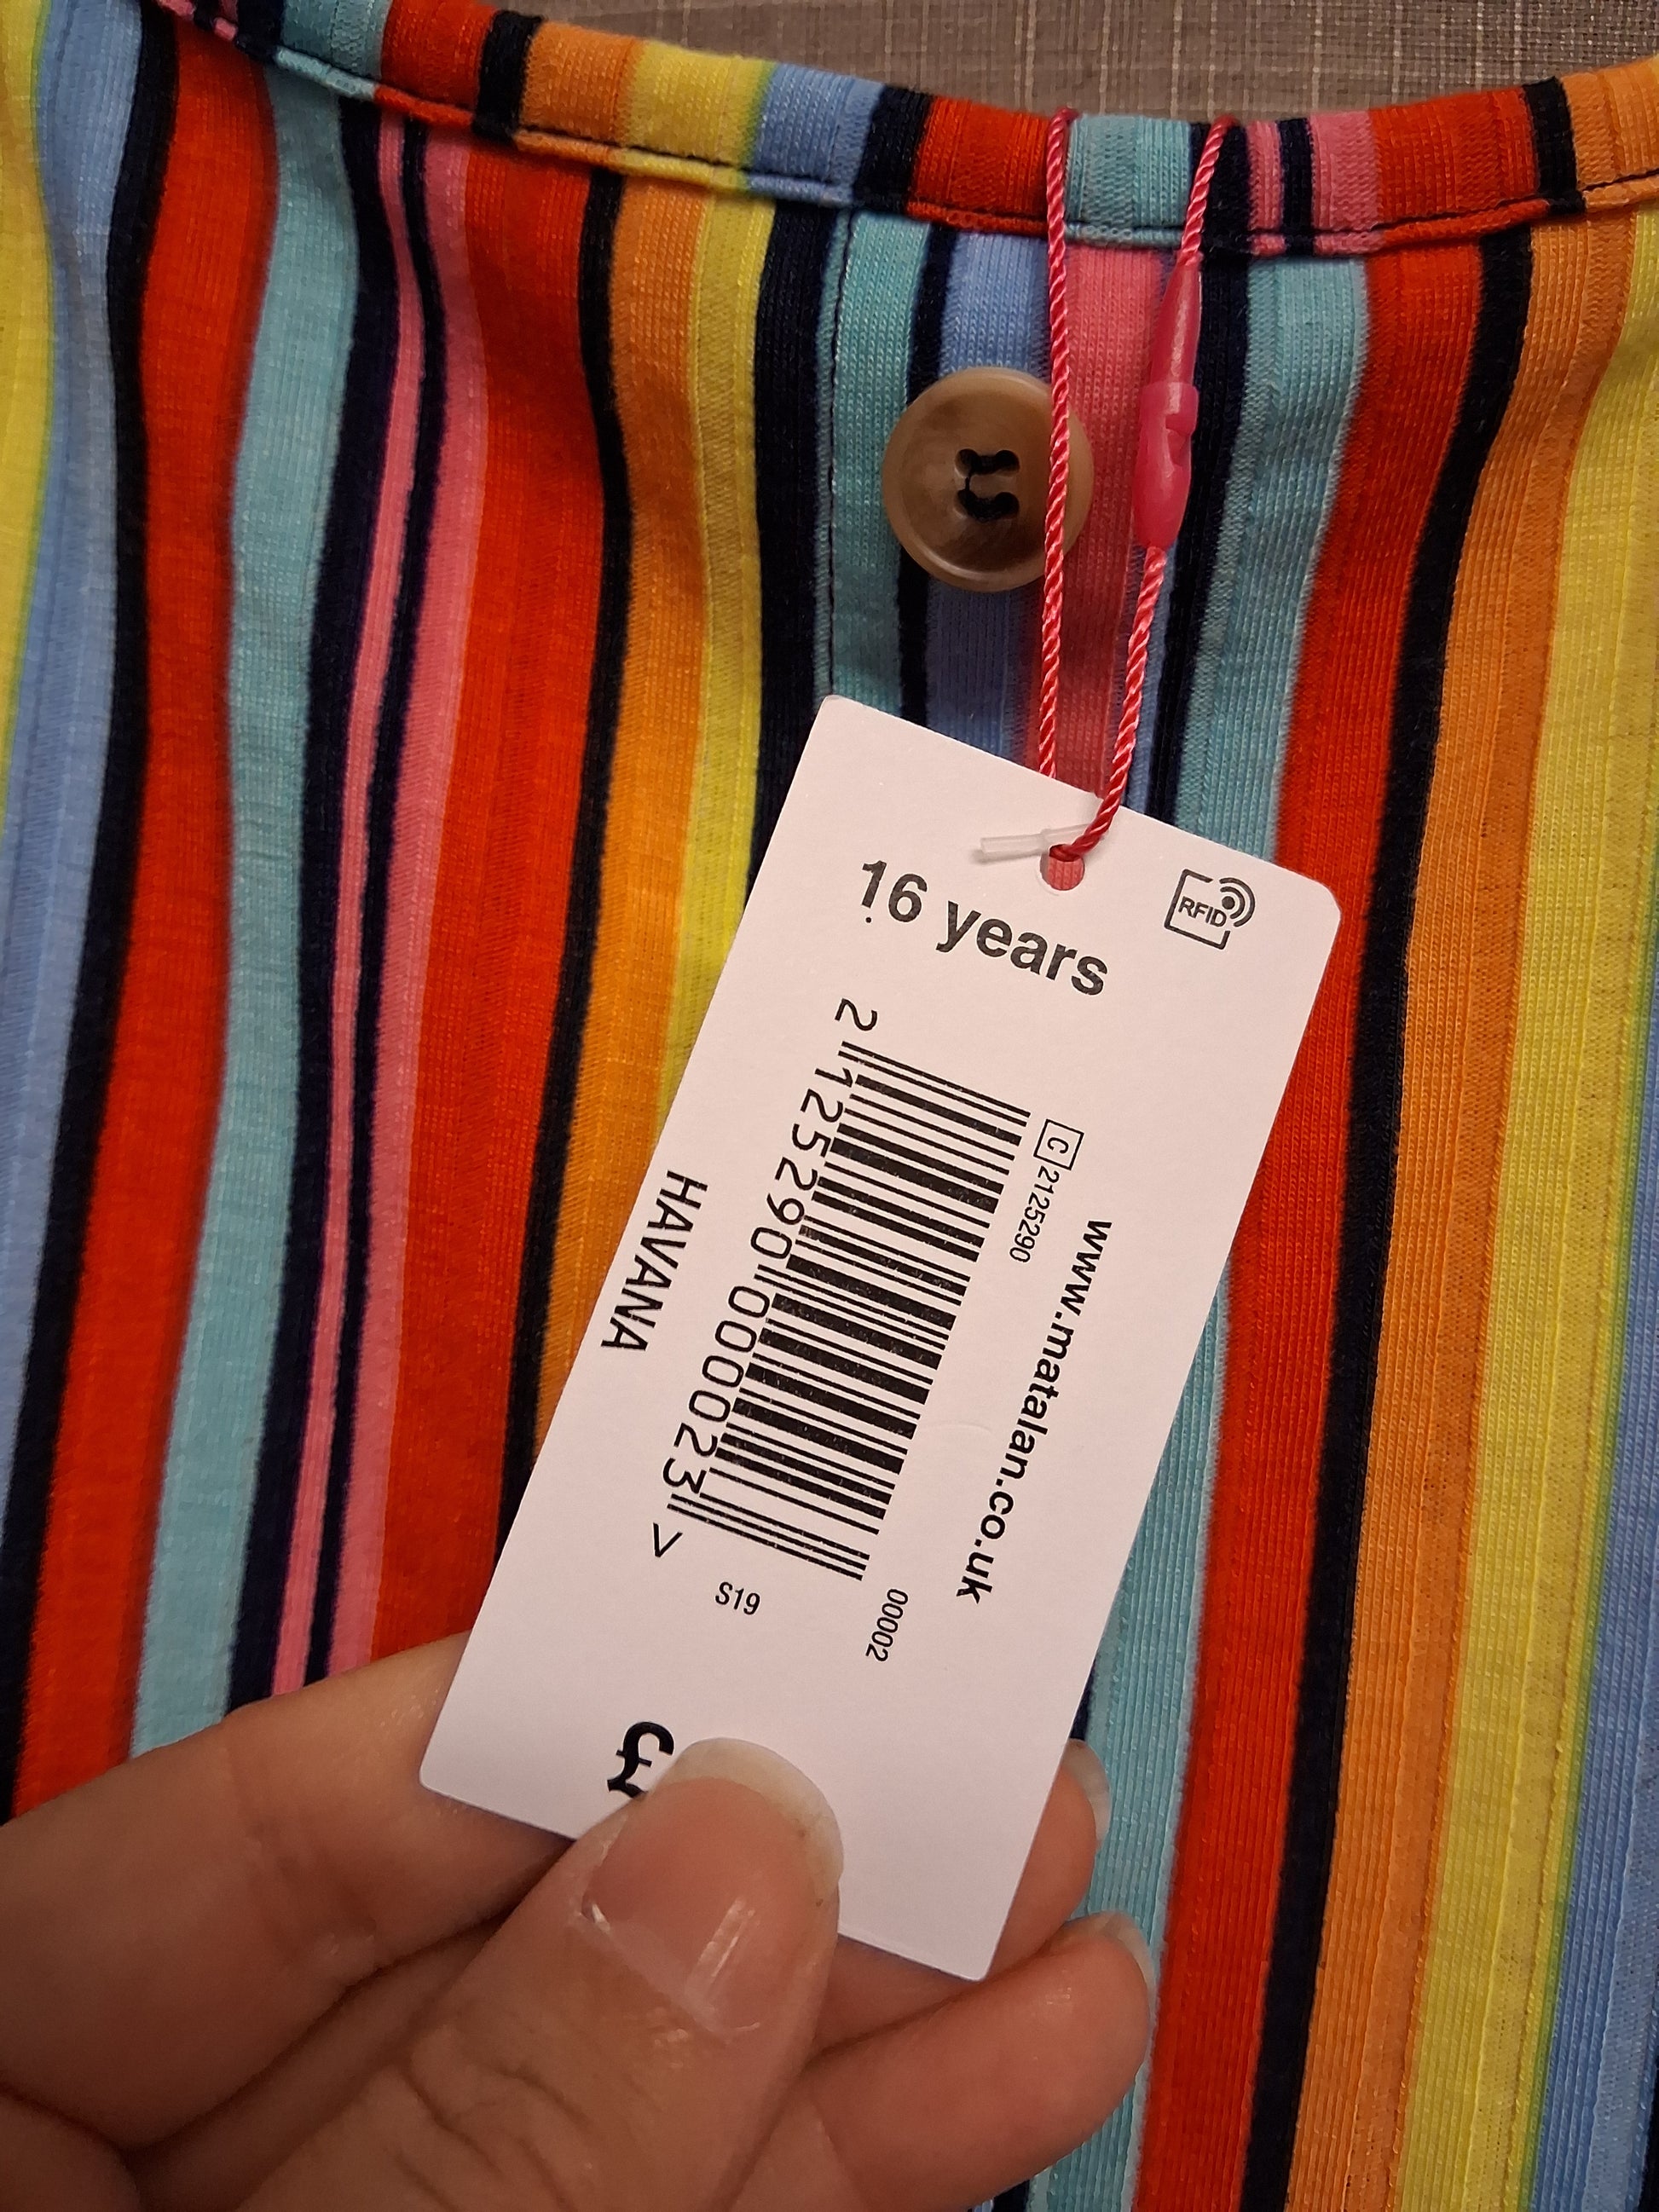 16 years
RFID
www.matalan.co.uk
C 2125290
00002
2 125290 000023 >
S19
HAVANA